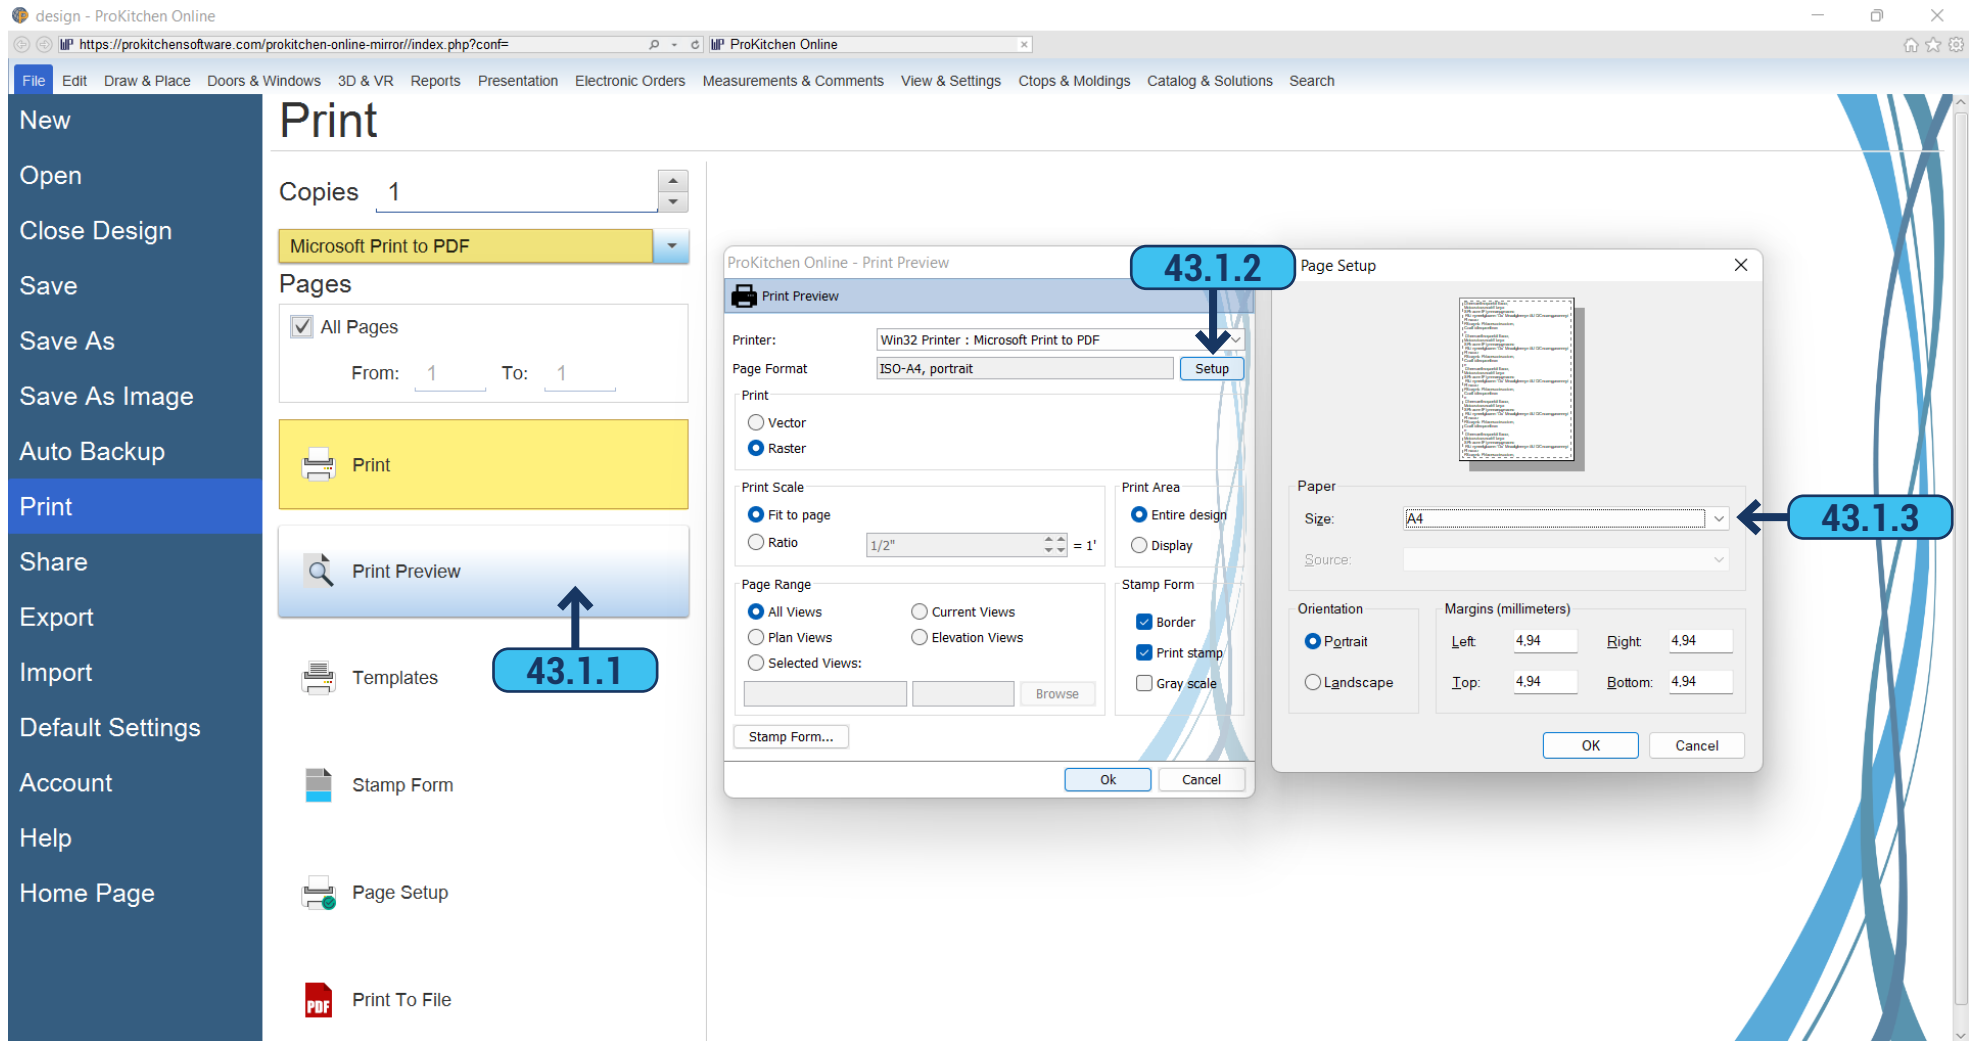 design - ProKitchen Online
https://prokitchensoftware.com/prokitchen-online-mirror//index.php?conf=
ProKitchen Online
File Edit Draw & Place Doors & Windows 3D & VR Reports Presentation Electronic Orders Measurements & Comments View & Settings Ctops & Moldings Catalog & Solutions Search
New
Open
Close Design
Save
Save As
Save As Image
Auto Backup
Print
Share
Export
Import
Default Settings
Account
Help
Home Page
Print
Copies 1
Microsoft Print to PDF
Pages
All Pages
From: 1 To: 1
Print
Print Preview
43.1.1
Templates
Stamp Form
Page Setup
PDF Print To File
ProKitchen Online - Print Preview
43.1.2
Print Preview
Printer: Win32 Printer : Microsoft Print to PDF
Page Format ISO-A4, portrait Setup
Print
Vector
Raster
Print Scale
Fit to page
Ratio 1/2" = 1'
Print Area
Entire design
Display
Page Range
All Views Current Views
Plan Views Elevation Views
Selected Views:
Browse
Stamp Form
Border
Print stamp
Gray scale
Stamp Form...
Ok Cancel
Page Setup
Paper
Size: A4
43.1.3
Source:
Orientation
Portrait
Landscape
Margins (millimeters)
Left: 4,94 Right: 4,94
Top: 4,94 Bottom: 4,94
OK Cancel